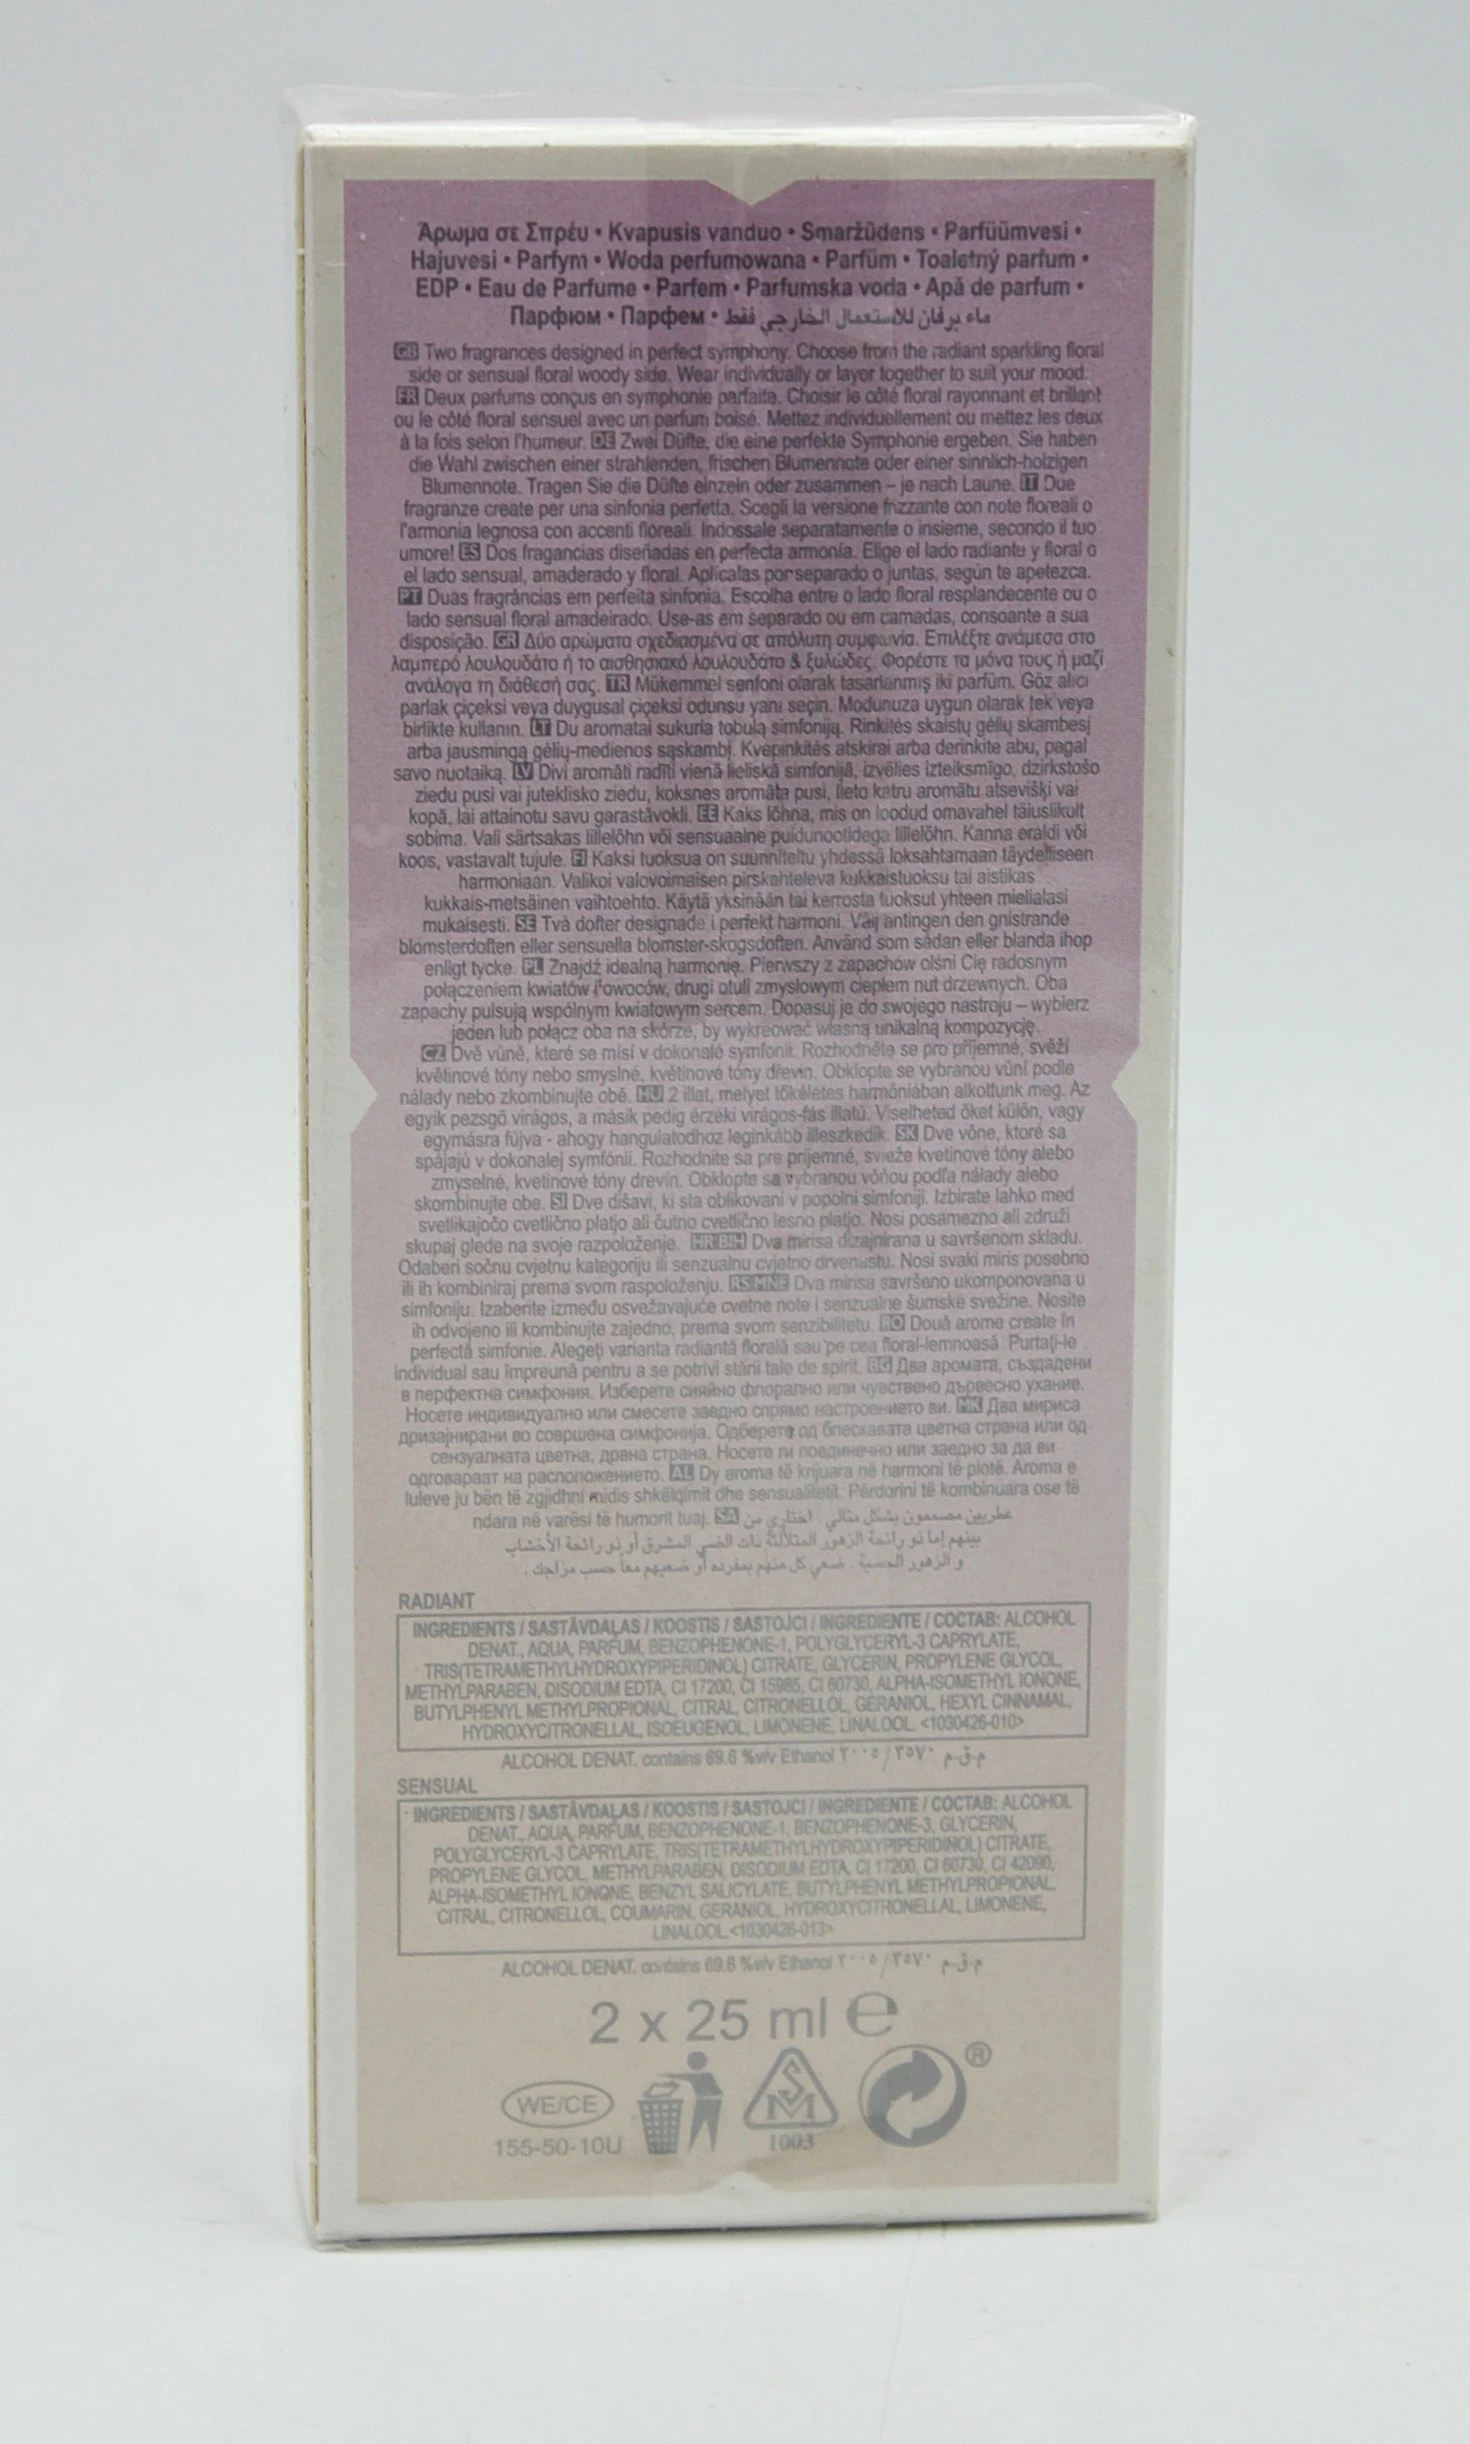 Άρωμα σε Σπρέυ • Kvapusis vanduo • Smaržūdens • Parfüümvesi •
Hajuvesi • Parfym • Woda perfumowana • Parfüm • Toaletný parfum •
EDP • Eau de Parfume • Parfem • Parfumska voda • Apă de parfum •
Парфюм • Парфем • ماء برفان للاستعمال الخارجي فقط
GB Two fragrances designed in perfect symphony. Choose from the radiant sparkling floral
side or sensual floral woody side. Wear individually or layer together to suit your mood.
FR Deux parfums conçus en symphonie parfaite. Choisir le côté floral rayonnant et brillant
ou le côté floral sensuel avec un parfum boisé. Mettez individuellement ou mettez les deux
à la fois selon l'humeur. DE Zwei Düfte, die eine perfekte Symphonie ergeben. Sie haben
die Wahl zwischen einer strahlenden, frischen Blumennote oder einer sinnlich-holzigen
Blumennote. Tragen Sie die Düfte einzeln oder zusammen – je nach Laune. IT Due
fragranze create per una sinfonia perfetta. Scegli la versione frizzante con note floreali o
l'armonia legnosa con accenti floreali. Indossale separatamente o insieme, secondo il tuo
umore! ES Dos fragancias diseñadas en perfecta armonía. Elige el lado radiante y floral o
el lado sensual, amaderado y floral. Aplícalas por separado o juntas, según te apetezca.
PT Duas fragrâncias em perfeita sinfonia. Escolha entre o lado floral resplandecente ou o
lado sensual floral amadeirado. Use-as em separado ou em camadas, consoante a sua
disposição. GR Δύο αρώματα σχεδιασμένα σε απόλυτη συμφωνία. Επιλέξτε ανάμεσα στο
λαμπερό λουλουδάτο ή το αισθησιακό λουλουδάτο & ξυλώδες. Φορέστε τα μόνα τους ή μαζί
ανάλογα τη διάθεσή σας. TR Mükemmel senfoni olarak tasarlanmış iki parfüm. Göz alıcı
parlak çiçeksi veya duygusal çiçeksi odunsu yanı seçin. Modunuza uygun olarak tek veya
birlikte kullanın. LT Du aromatai sukuria tobulą simfoniją. Rinkitės skaistų gėlių skambesį
arba jausmingą gėlių-medienos sąskambį. Kvepinkitės atskirai arba derinkite abu, pagal
savo nuotaiką. LV Divi aromāti radīti vienā lieliskā simfonijā, izvēlies izteiksmīgo, dzirkstošo
ziedu pusi vai juteklisko ziedu, koksnes aromāta pusi, lieto katru aromātu atsevišķi vai
kopā, lai attainotu savu garastāvokli. EE Kaks lõhna, mis on loodud omavahel täiuslikult
sobima. Vali särtsakas lillelõhn või sensuaalne puidunootidega lillelõhn. Kanna eraldi või
koos, vastavalt tujule. FI Kaksi tuoksua on suunniteltu yhdessä loksahtamaan täydelliseen
harmoniaan. Valikoi valovoimaisen pirskahteleva kukkaistuoksu tai aistikas
kukkais-metsäinen vaihtoehto. Käytä yksinään tai kerrosta tuoksut yhteen mielialasi
mukaisesti. SE Två dofter designade i perfekt harmoni. Välj antingen den gnistrande
blomsterdoften eller sensuella blomster-skogsdoften. Använd som sådan eller blanda ihop
enligt tycke. PL Znajdź idealną harmonię. Pierwszy z zapachów olśni Cię radosnym
połączeniem kwiatów i owoców, drugi otuli zmysłowym ciepłem nut drzewnych. Oba
zapachy pulsują wspólnym kwiatowym sercem. Dopasuj je do swojego nastroju – wybierz
jeden lub połącz oba na skórze, by wykreować własną unikalną kompozycję.
CZ Dvě vůně, které se mísí v dokonalé symfonii. Rozhodněte se pro příjemné, svěží
květinové tóny nebo smyslné, květinové tóny dřevin. Obklopte se vybranou vůní podle
nálady nebo zkombinujte obě. HU 2 illat, melyet tökéletes harmóniában alkottunk meg. Az
egyik pezsgő virágos, a másik pedig érzéki virágos-fás illatú. Viselheted őket külön, vagy
egymásra fújva - ahogy hangulatodhoz leginkább illeszkedik. SK Dve vône, ktoré sa
spájajú v dokonalej symfónii. Rozhodnite sa pre príjemné, svieže kvetinové tóny alebo
zmyselné, kvetinové tóny drevín. Obklopte sa vybranou vôňou podľa nálady alebo
skombinujte obe. SI Dve dišavi, ki sta oblikovani v popolni simfoniji. Izbirate lahko med
svetlikajočo cvetlično platjo ali čutno cvetlično lesno platjo. Nosi posamezno ali združi
skupaj glede na svoje razpoloženje. HR BiH Dva mirisa dizajnirana u savršenom skladu.
Odaberi sočnu cvjetnu kategoriju ili senzualnu cvjetno drvenastu. Nosi svaki miris posebno
ili ih kombiniraj prema svom raspoloženju. RS MNE Dva mirisa savršeno ukomponovana u
simfoniju. Izaberite između osvežavajuće cvetne note i senzualne šumske svežine. Nosite
ih odvojeno ili kombinujte zajedno, prema svom senzibilitetu. RO Două arome create în
perfectă simfonie. Alegeţi varianta radiantă florală sau pe cea floral-lemnoasă. Purtaţi-le
individual sau împreună pentru a se potrivi stării tale de spirit. BG Два аромата, създадени
в перфектна симфония. Изберете сияйно флорално или чувствено дървесно ухание.
Носете индивидуално или смесете заедно спрямо настроението ви. MK Два мириса
дризајнирани во совршена симфонија. Одберете од блескавата цветна страна или од
сензуалната цветна, дрвна страна. Носете ги поединечно или заедно за да ви
одговараат на расположението. AL Dy aroma të krijuara në harmoni të plotë. Aroma e
luleve ju bën të zgjidhni midis shkëlqimit dhe sensualitetit. Përdorini të kombinuara ose të
ndara në varësi të humorit tuaj. SA عطريين مصممون بشكل مثالي . اختاري من
بينهم إما ذو رائحة الزهور المتلألئة ذات الحس المشرق أو ذو رائحة الأخشاب
و الزهور الحسية . ضعي كل منهم بمفرده أو ضعيهم معا حسب مزاجك .
RADIANT
INGREDIENTS / SASTĀVDAĻAS / KOOSTIS / SASTOJCI / INGREDIENTE / СОСТАВ: ALCOHOL
DENAT., AQUA, PARFUM, BENZOPHENONE-1, POLYGLYCERYL-3 CAPRYLATE,
TRIS(TETRAMETHYLHYDROXYPIPERIDINOL) CITRATE, GLYCERIN, PROPYLENE GLYCOL,
METHYLPARABEN, DISODIUM EDTA, CI 17200, CI 15985, CI 60730, ALPHA-ISOMETHYL IONONE,
BUTYLPHENYL METHYLPROPIONAL, CITRAL, CITRONELLOL, GERANIOL, HEXYL CINNAMAL,
HYDROXYCITRONELLAL, ISOEUGENOL, LIMONENE, LINALOOL. <1030426-010>
ALCOHOL DENAT. contains 69.6 %w/v Ethanol م.ق.م ٢٠٠٥/٣٥٧٠
SENSUAL
INGREDIENTS / SASTĀVDAĻAS / KOOSTIS / SASTOJCI / INGREDIENTE / СОСТАВ: ALCOHOL
DENAT., AQUA, PARFUM, BENZOPHENONE-1, BENZOPHENONE-3, GLYCERIN,
POLYGLYCERYL-3 CAPRYLATE, TRIS(TETRAMETHYLHYDROXYPIPERIDINOL) CITRATE,
PROPYLENE GLYCOL, METHYLPARABEN, DISODIUM EDTA, CI 17200, CI 60730, CI 42090,
ALPHA-ISOMETHYL IONONE, BENZYL SALICYLATE, BUTYLPHENYL METHYLPROPIONAL,
CITRAL, CITRONELLOL, COUMARIN, GERANIOL, HYDROXYCITRONELLAL, LIMONENE,
LINALOOL.<1030426-013>
ALCOHOL DENAT. contains 69.6 %w/v Ethanol م.ق.م ٢٠٠٥/٣٥٧٠
2 x 25 ml ℮
WE/CE
155-50-10U
SM
1003
®